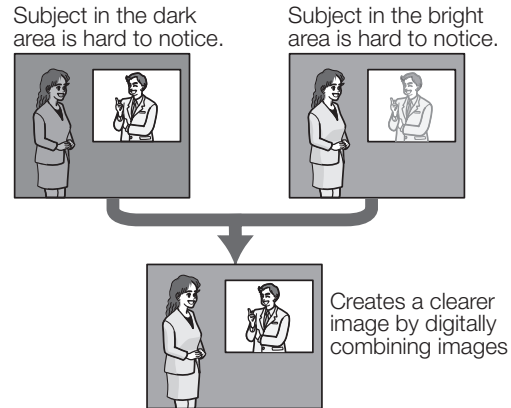 Subject in the dark
area is hard to notice.
Subject in the bright
area is hard to notice.
Creates a clearer
image by digitally
combining images